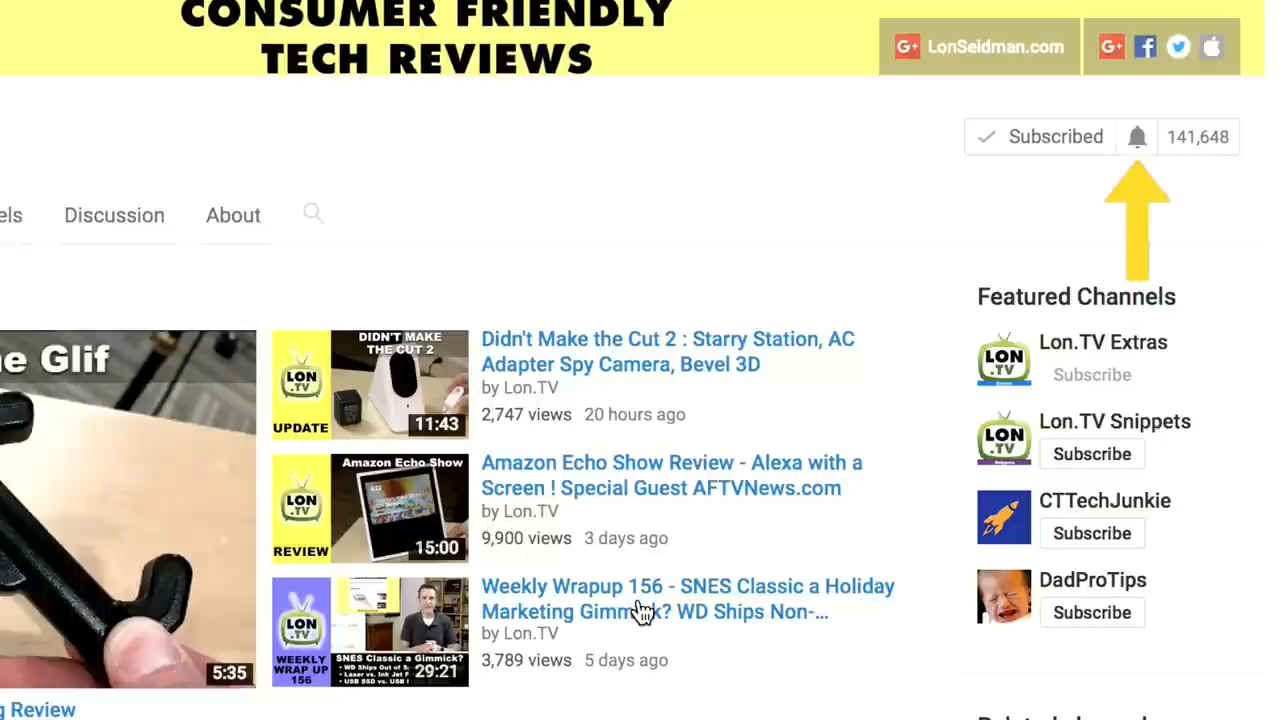 CONSUMER FRIENDLY
TECH REVIEWS
LonSeidman.com
Subscribed
141,648
els
Discussion
About
Featured Channels
e Glif
5:35
g Review
DIDN'T MAKE
THE CUT 2
LON
.TV
UPDATE
11:43
Didn't Make the Cut 2 : Starry Station, AC
Adapter Spy Camera, Bevel 3D
by Lon.TV
2,747 views 20 hours ago
Amazon Echo Show
LON
.TV
REVIEW
15:00
Amazon Echo Show Review - Alexa with a
Screen ! Special Guest AFTVNews.com
by Lon.TV
9,900 views 3 days ago
LON
.TV
WEEKLY
WRAP UP
156
SNES Classic a Gimmick?
29:21
Weekly Wrapup 156 - SNES Classic a Holiday
Marketing Gimmick? WD Ships Non-...
by Lon.TV
3,789 views 5 days ago
LON
.TV
Lon.TV Extras
Subscribe
LON
.TV
Lon.TV Snippets
Subscribe
CTTechJunkie
Subscribe
DadProTips
Subscribe